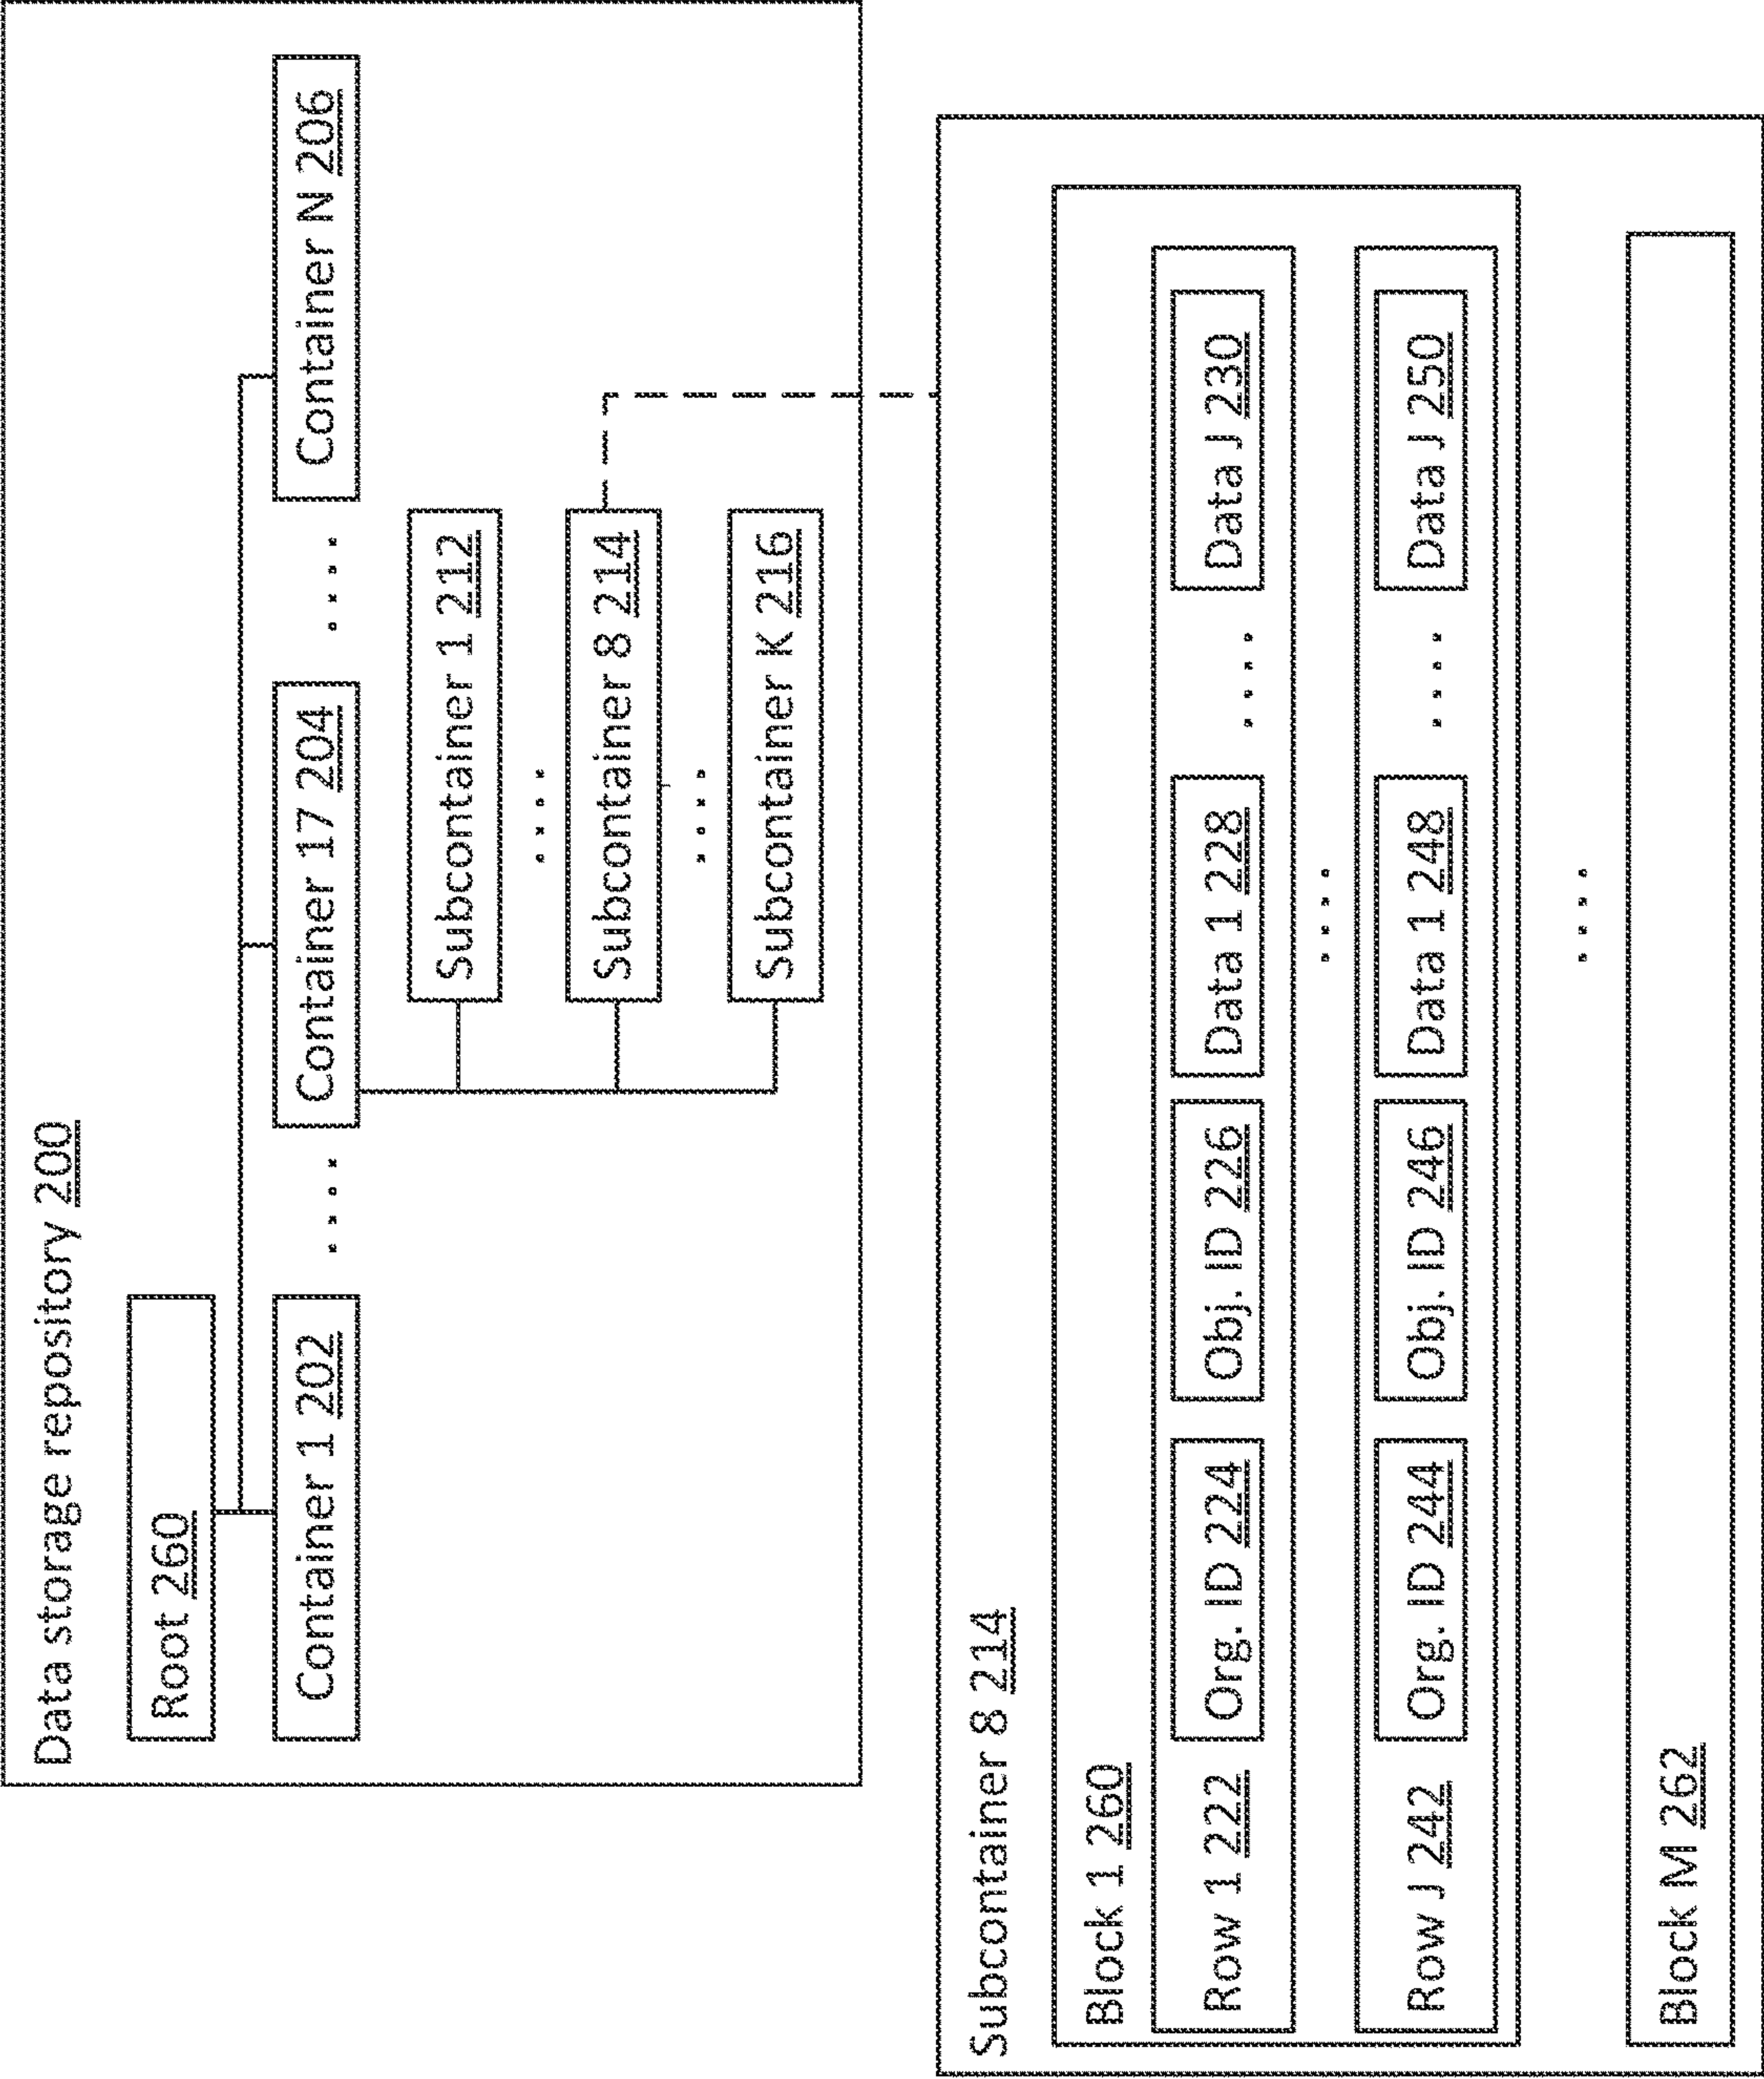 Data storage repository 200
Root 260
Container 1 202
. . . .
Container 17 204
. . . .
Container N 206
Subcontainer 1 212
. . . .
Subcontainer 8 214
. . . .
Subcontainer K 216
Subcontainer 8 214
Block 1 260
Row 1 222
Org. ID 224
Obj. ID 226
Data 1 228
. . . .
Data J 230
. . . .
Row J 242
Org. ID 244
Obj. ID 246
Data 1 248
. . . .
Data J 250
. . . .
Block M 262